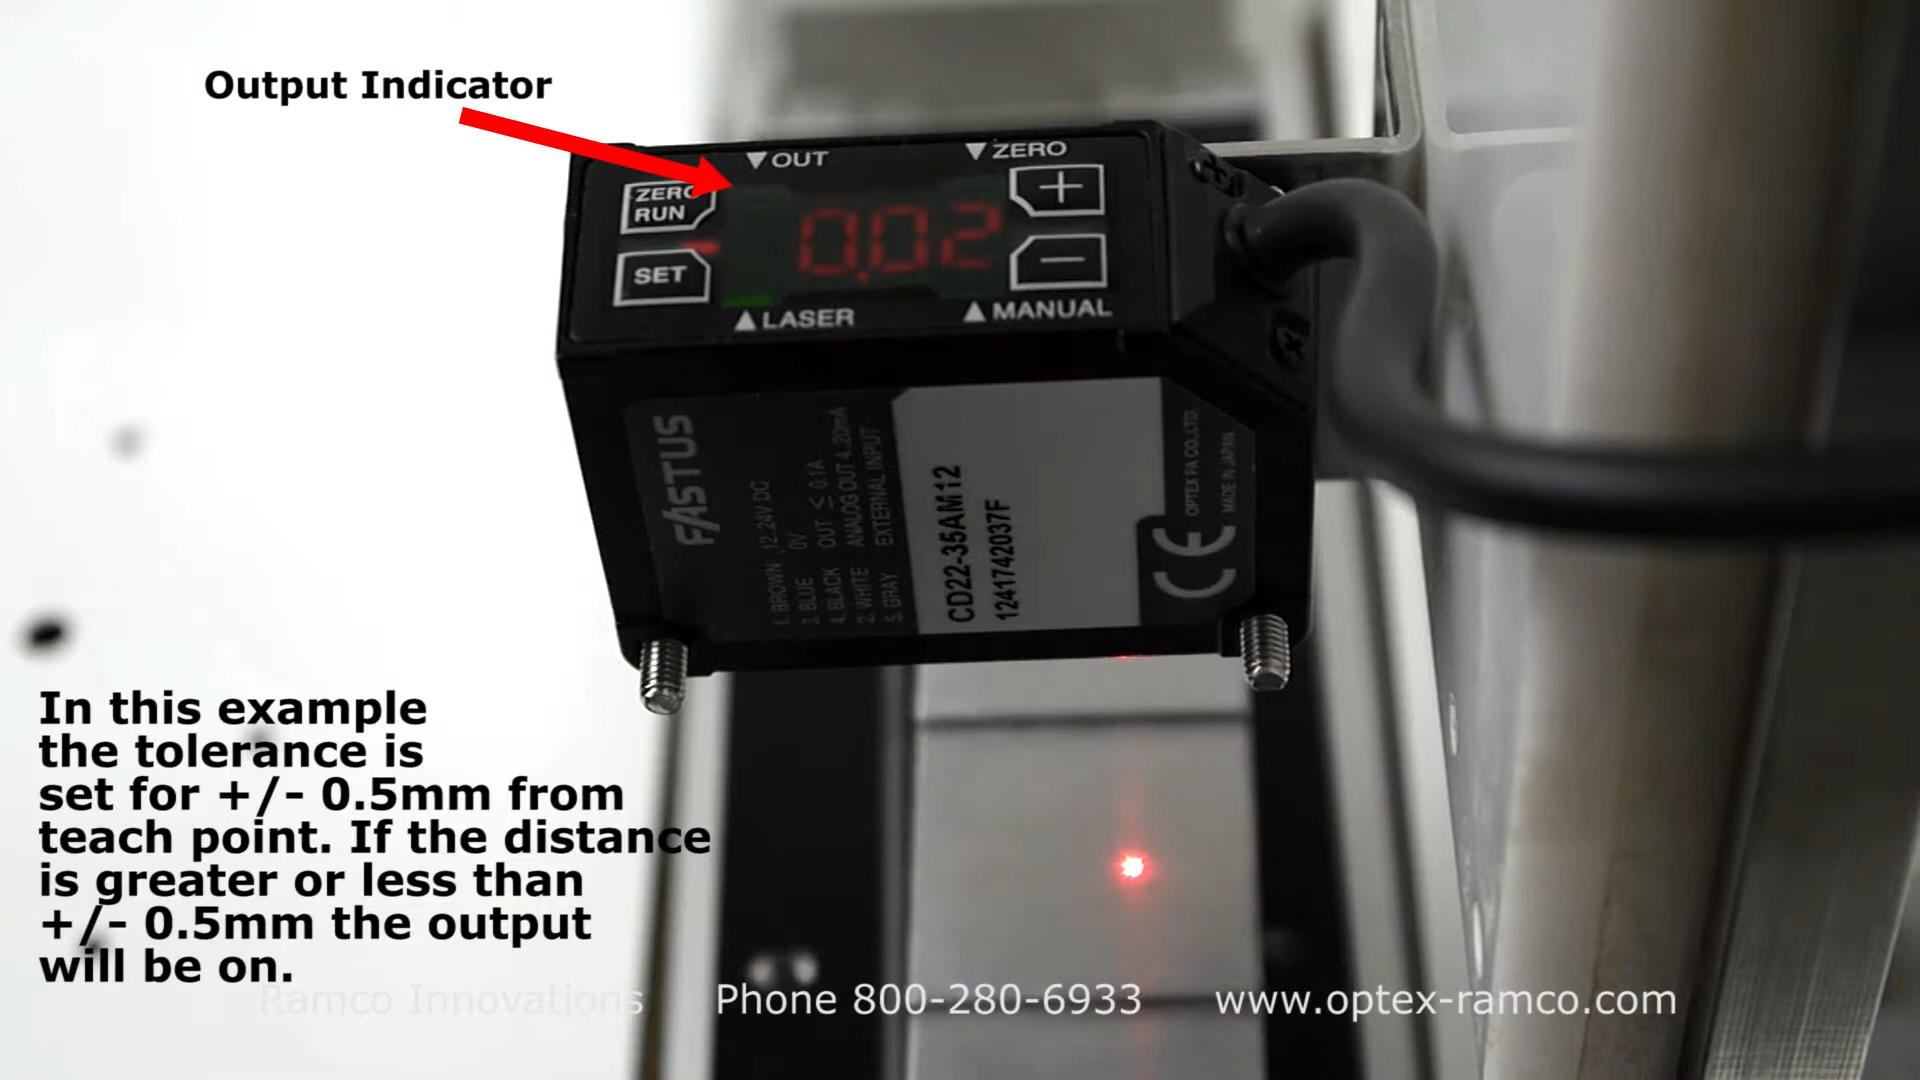 Output Indicator
▼OUT
▼ZERO
ZERO
RUN
+
0.02
SET
−
▲LASER
▲MANUAL
FASTUS
1. BROWN 12..24V DC
3. BLUE 0V
4. BLACK OUT ≤ 0.1A
2. WHITE ANALOG OUT 4..20mA
5. GRAY EXTERNAL INPUT
CD22-35AM12
1241742037F
CE
OPTEX FA CO.,LTD.
MADE IN JAPAN
In this example
the tolerance is
set for +/- 0.5mm from
teach point. If the distance
is greater or less than
+/- 0.5mm the output
will be on.
Ramco Innovations Phone 800-280-6933 www.optex-ramco.com